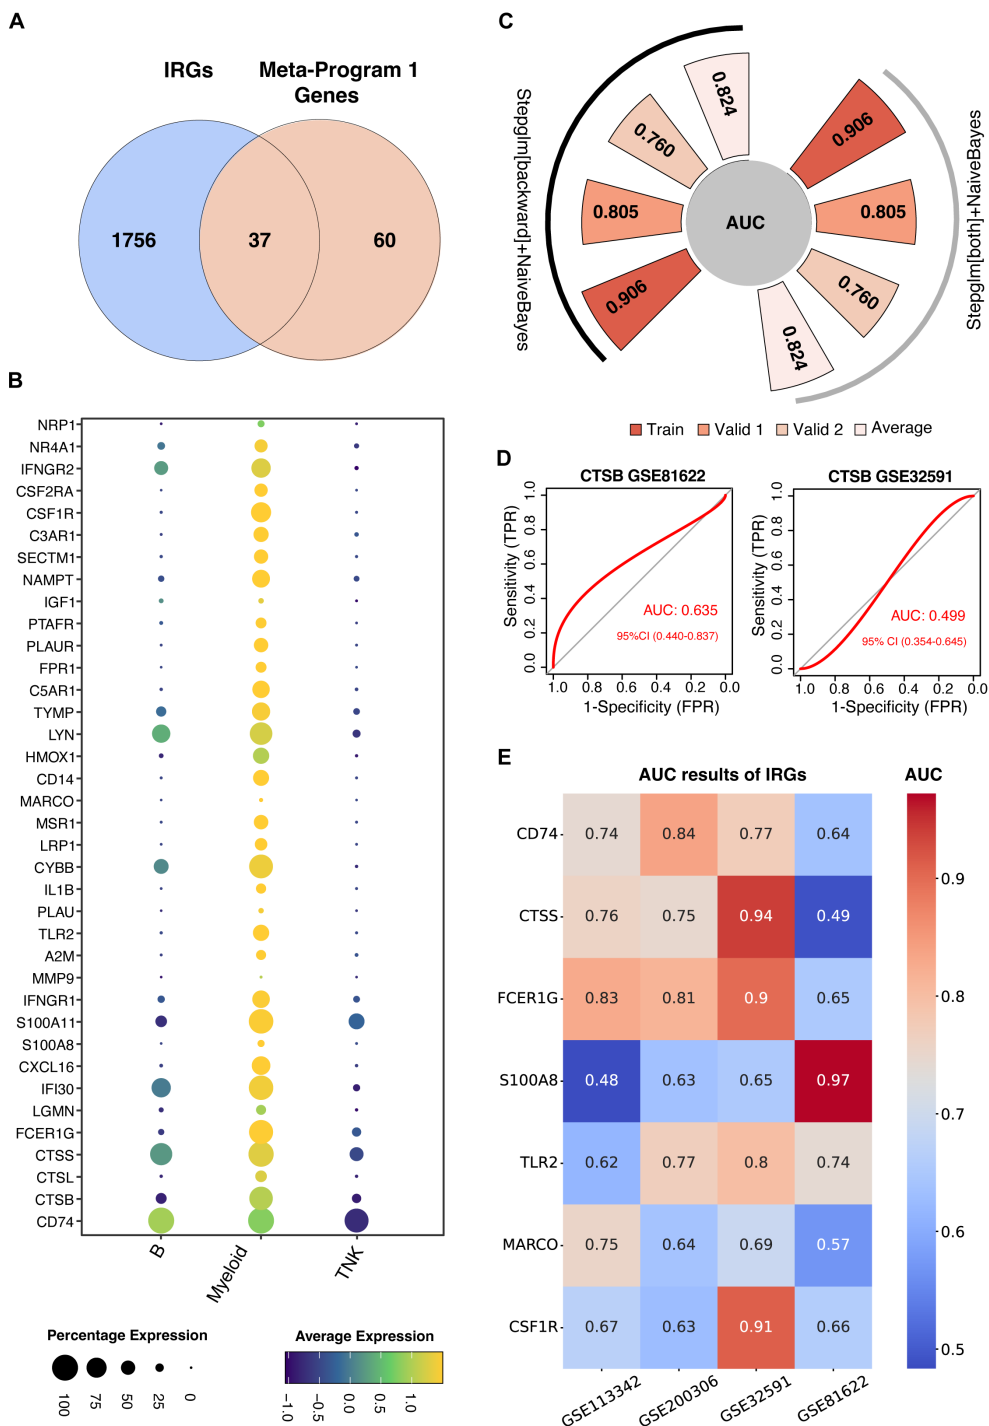 A
IRGs
Meta-Program 1
Genes
1756
37
60
B
NRP1
NR4A1
IFNGR2
CSF2RA
CSF1R
C3AR1
SECTM1
NAMPT
IGF1
PTAFR
PLAUR
FPR1
C5AR1
TYMP
LYN
HMOX1
CD14
MARCO
MSR1
LRP1
CYBB
IL1B
PLAU
TLR2
A2M
MMP9
IFNGR1
S100A11
S100A8
CXCL16
IFI30
LGMN
FCER1G
CTSS
CTSL
CTSB
CD74
B
Myeloid
TNK
Percentage Expression
100
75
50
25
0
Average Expression
-1.0
-0.5
0.0
0.5
1.0
C
Stepglm[backward]+NaiveBayes
0.824
0.760
0.805
0.906
AUC
0.906
0.805
0.760
0.824
Stepglm[both]+NaiveBayes
Train
Valid 1
Valid 2
Average
D
CTSB GSE81622
Sensitivity (TPR)
1.0
0.8
0.6
0.4
0.2
0.0
AUC: 0.635
95%CI (0.440-0.837)
1.0 0.8 0.6 0.4 0.2 0.0
1-Specificity (FPR)
CTSB GSE32591
Sensitivity (TPR)
1.0
0.8
0.6
0.4
0.2
0.0
AUC: 0.499
95% CI (0.354-0.645)
1.0 0.8 0.6 0.4 0.2 0.0
1-Specificity (FPR)
E
AUC results of IRGs
CD74 0.74 0.84 0.77 0.64
CTSS 0.76 0.75 0.94 0.49
FCER1G 0.83 0.81 0.9 0.65
S100A8 0.48 0.63 0.65 0.97
TLR2 0.62 0.77 0.8 0.74
MARCO 0.75 0.64 0.69 0.57
CSF1R 0.67 0.63 0.91 0.66
GSE113342
GSE200306
GSE32591
GSE81622
AUC
0.9
0.8
0.7
0.6
0.5